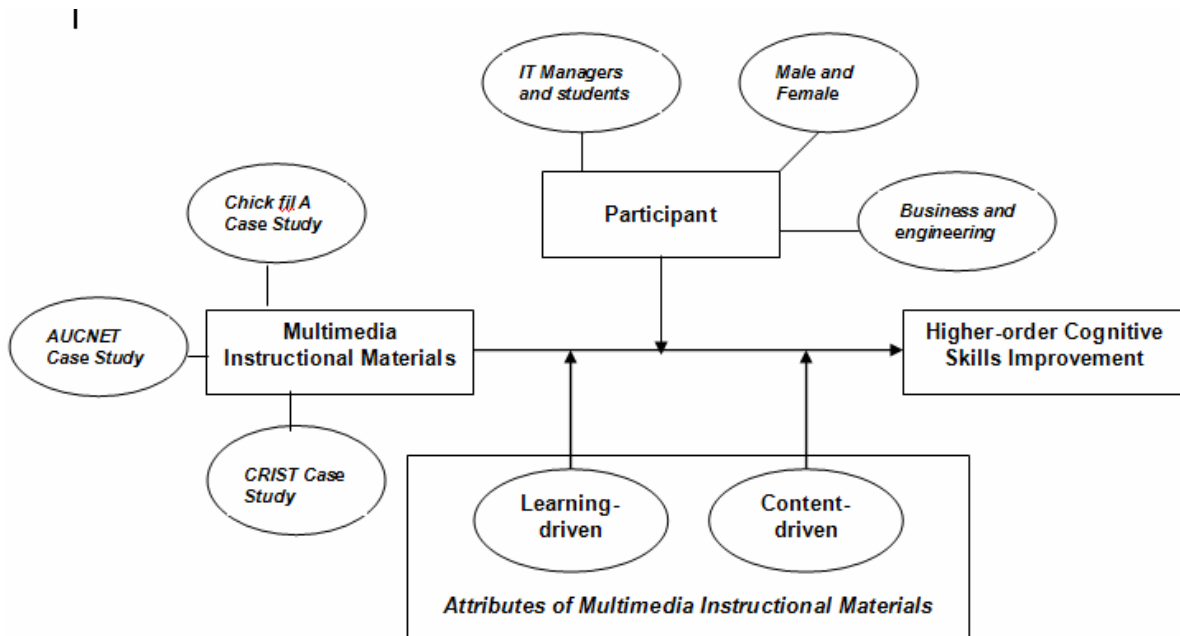 IT Managers
and students
Male and
Female
Chick fil A
Case Study
Participant
Business and
engineering
AUCNET
Case Study
Multimedia
Instructional Materials
Higher-order Cognitive
Skills Improvement
CRIST Case
Study
Learning-
driven
Content-
driven
Attributes of Multimedia Instructional Materials